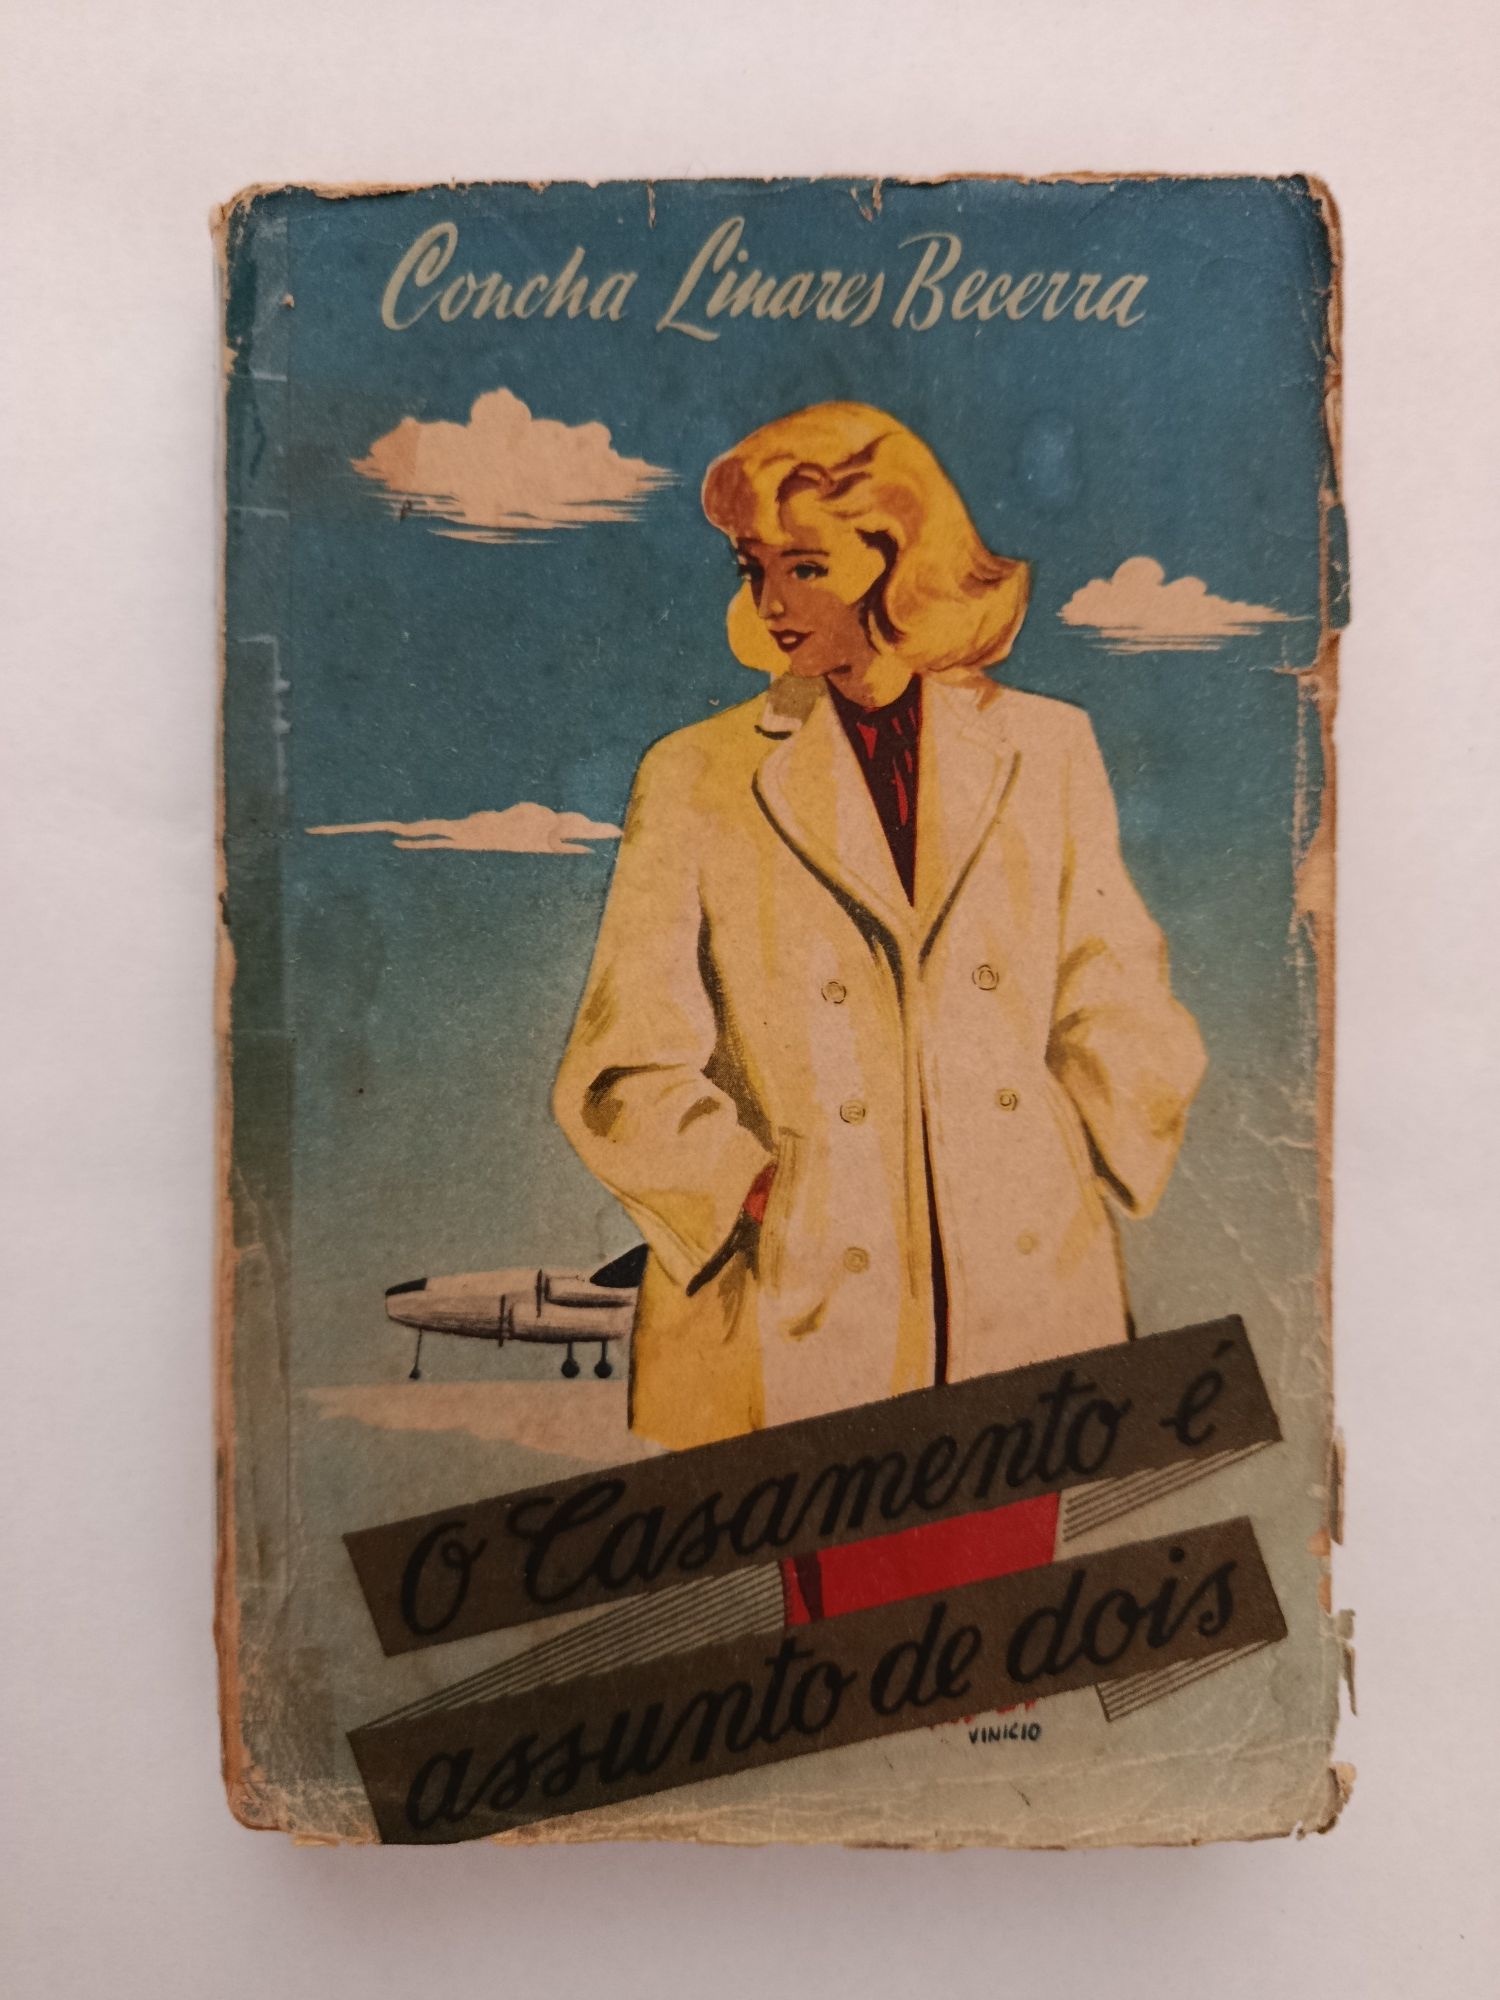 Concha Linares Becerra
O Casamento é
assunto de dois
VINICIO